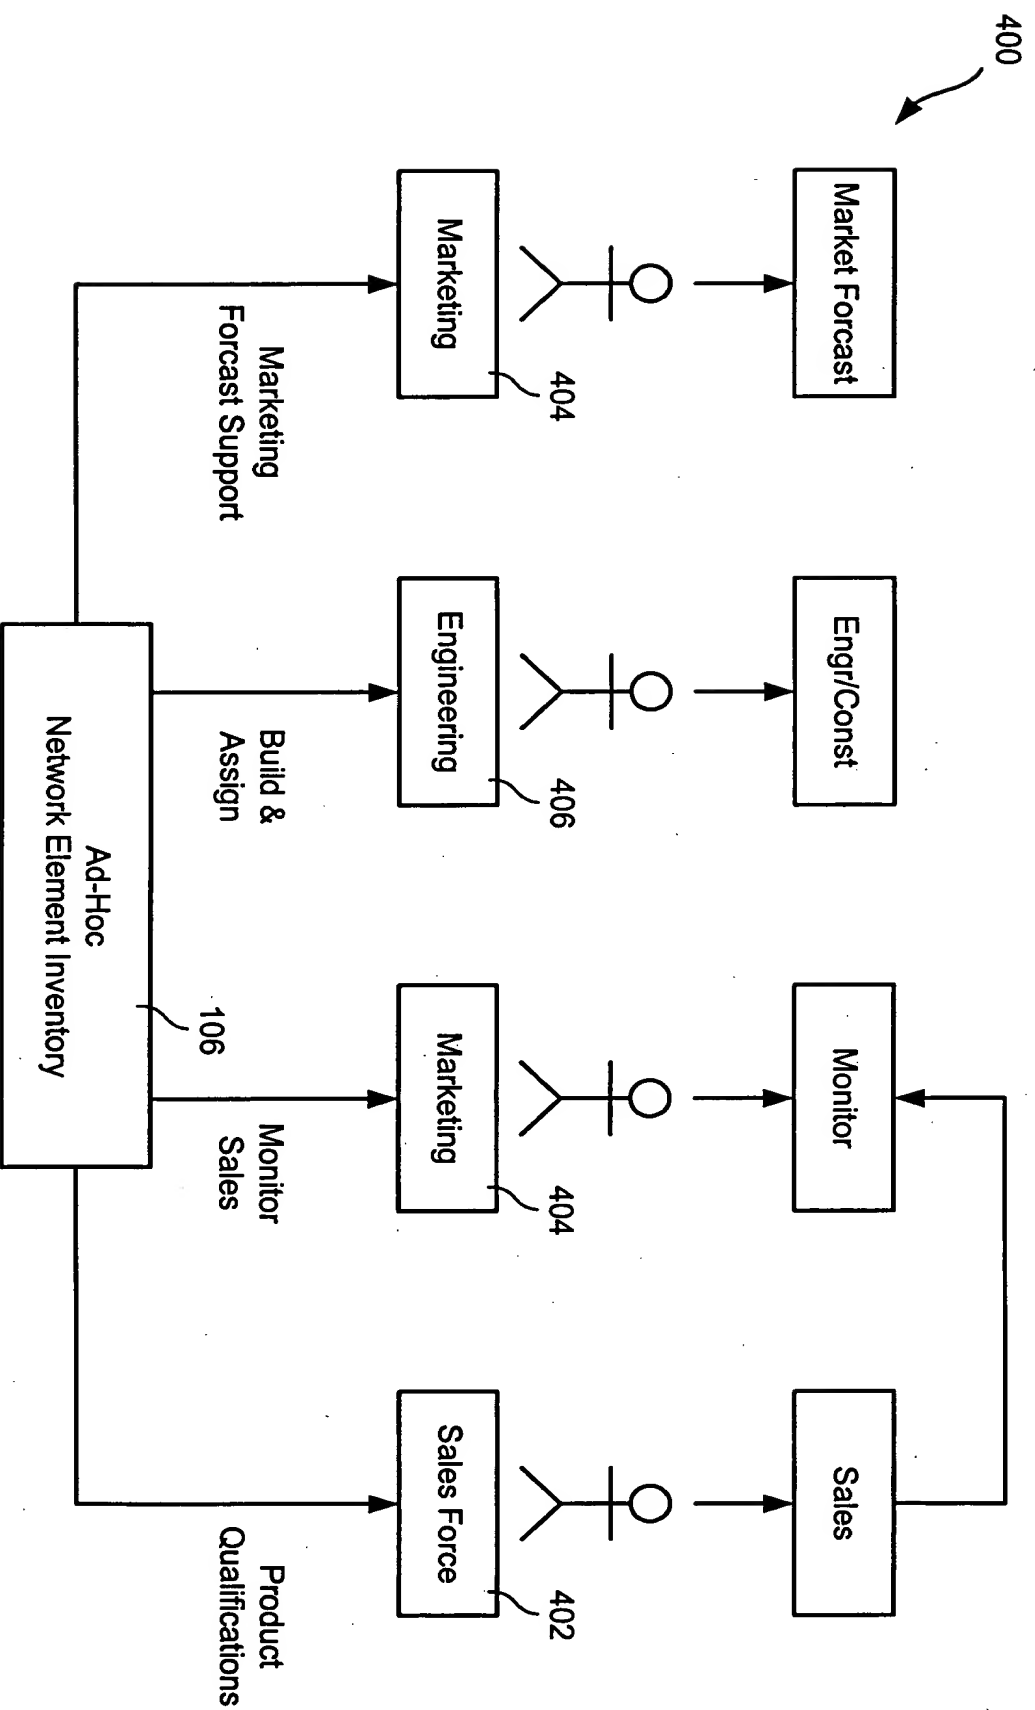 400
Market Forcast
Engr/Const
Monitor
Sales
404
406
404
402
Marketing
Engineering
Marketing
Sales Force
Marketing
Forcast Support
Build &
Assign
Monitor
Sales
Product
Qualifications
106
Ad-Hoc
Network Element Inventory